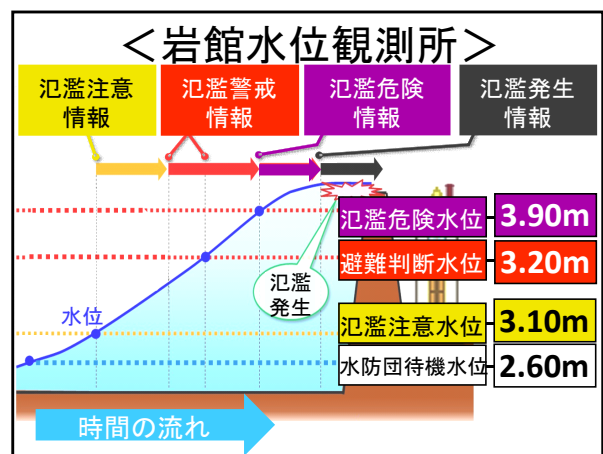 ＜岩館水位観測所＞
氾濫注意
情報
氾濫警戒
情報
氾濫危険
情報
氾濫発生
情報
氾濫危険水位
3.90m
避難判断水位
3.20m
氾濫
発生
水位
氾濫注意水位
3.10m
水防団待機水位
2.60m
時間の流れ